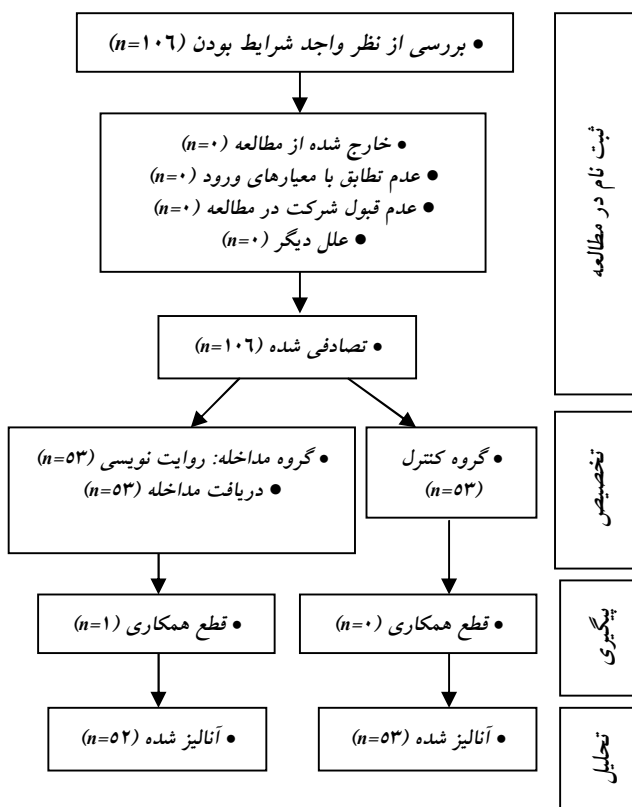 ● بررسی از نظر واجد شرایط بودن (n=۱۰۶)
● خارج شده از مطالعه (n=۰)
● عدم تطابق با معیارهای ورود (n=۰)
● عدم قبول شرکت در مطالعه (n=۰)
● علل دیگر (n=۰)
● تصادفی شده (n=۱۰۶)
ثبت نام در مطالعه
● گروه کنترل
(n=۵۳)
● گروه مداخله: روایت نویسی (n=۵۳)
● دریافت مداخله (n=۵۳)
تخصیص
● قطع همکاری (n=۰)
● قطع همکاری (n=۱)
پیگیری
● آنالیز شده (n=۵۳)
● آنالیز شده (n=۵۲)
تحلیل